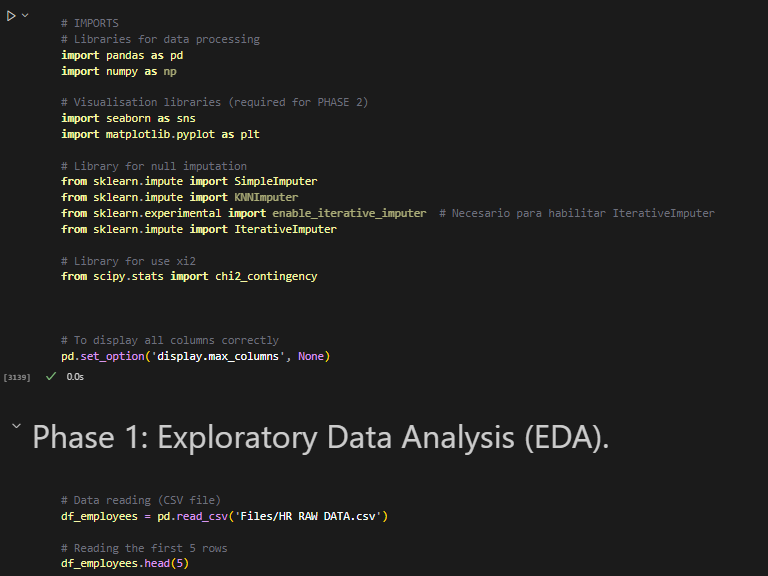 # IMPORTS
# Libraries for data processing
import pandas as pd
import numpy as np
# Visualisation libraries (required for PHASE 2)
import seaborn as sns
import matplotlib.pyplot as plt
# Library for null imputation
from sklearn.impute import SimpleImputer
from sklearn.impute import KNNImputer
from sklearn.experimental import enable_iterative_imputer  # Necesario para habilitar IterativeImputer
from sklearn.impute import IterativeImputer
# Library for use xi2
from scipy.stats import chi2_contingency
# To display all columns correctly
pd.set_option('display.max_columns', None)
[3139] 0.0s
Phase 1: Exploratory Data Analysis (EDA).
# Data reading (CSV file)
df_employees = pd.read_csv('Files/HR RAW DATA.csv')
# Reading the first 5 rows
df_employees.head(5)